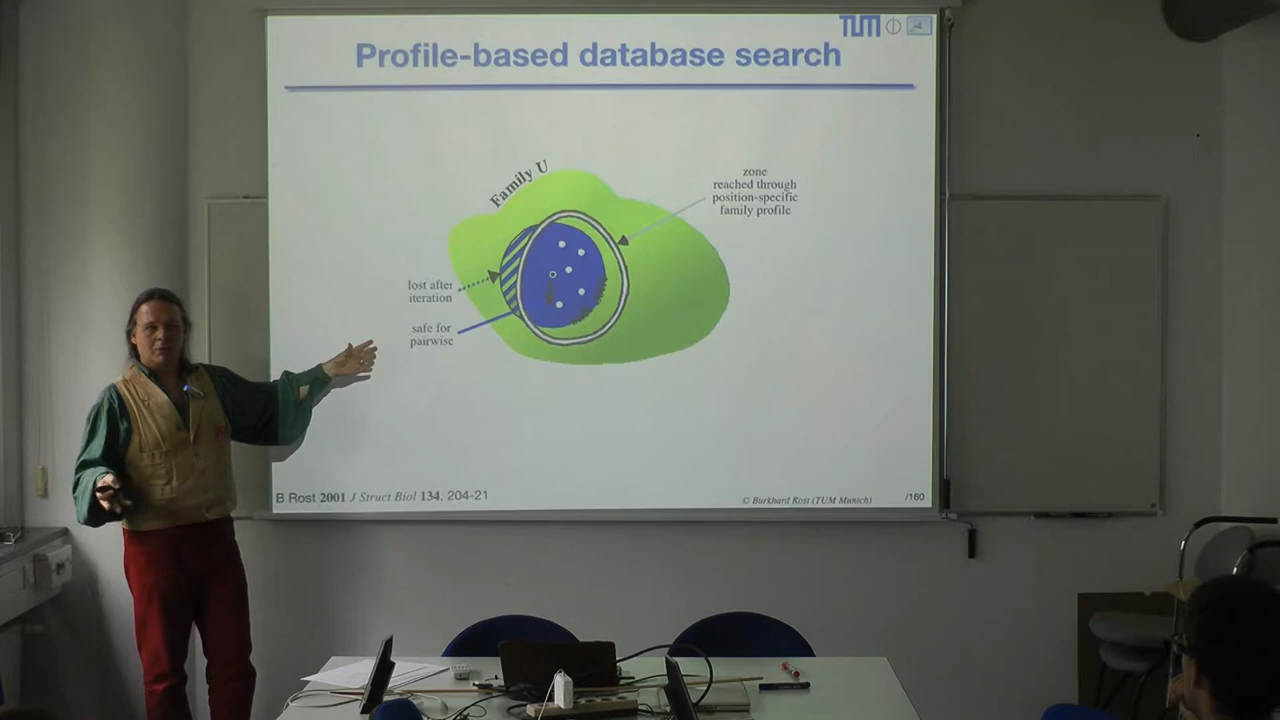 TUM
Profile-based database search
Family U
zone
reached through
position-specific
family profile
lost after
iteration
safe for
pairwise
B Rost 2001 J Struct Biol 134, 204-21
© Burkhard Rost (TUM Munich)
/160